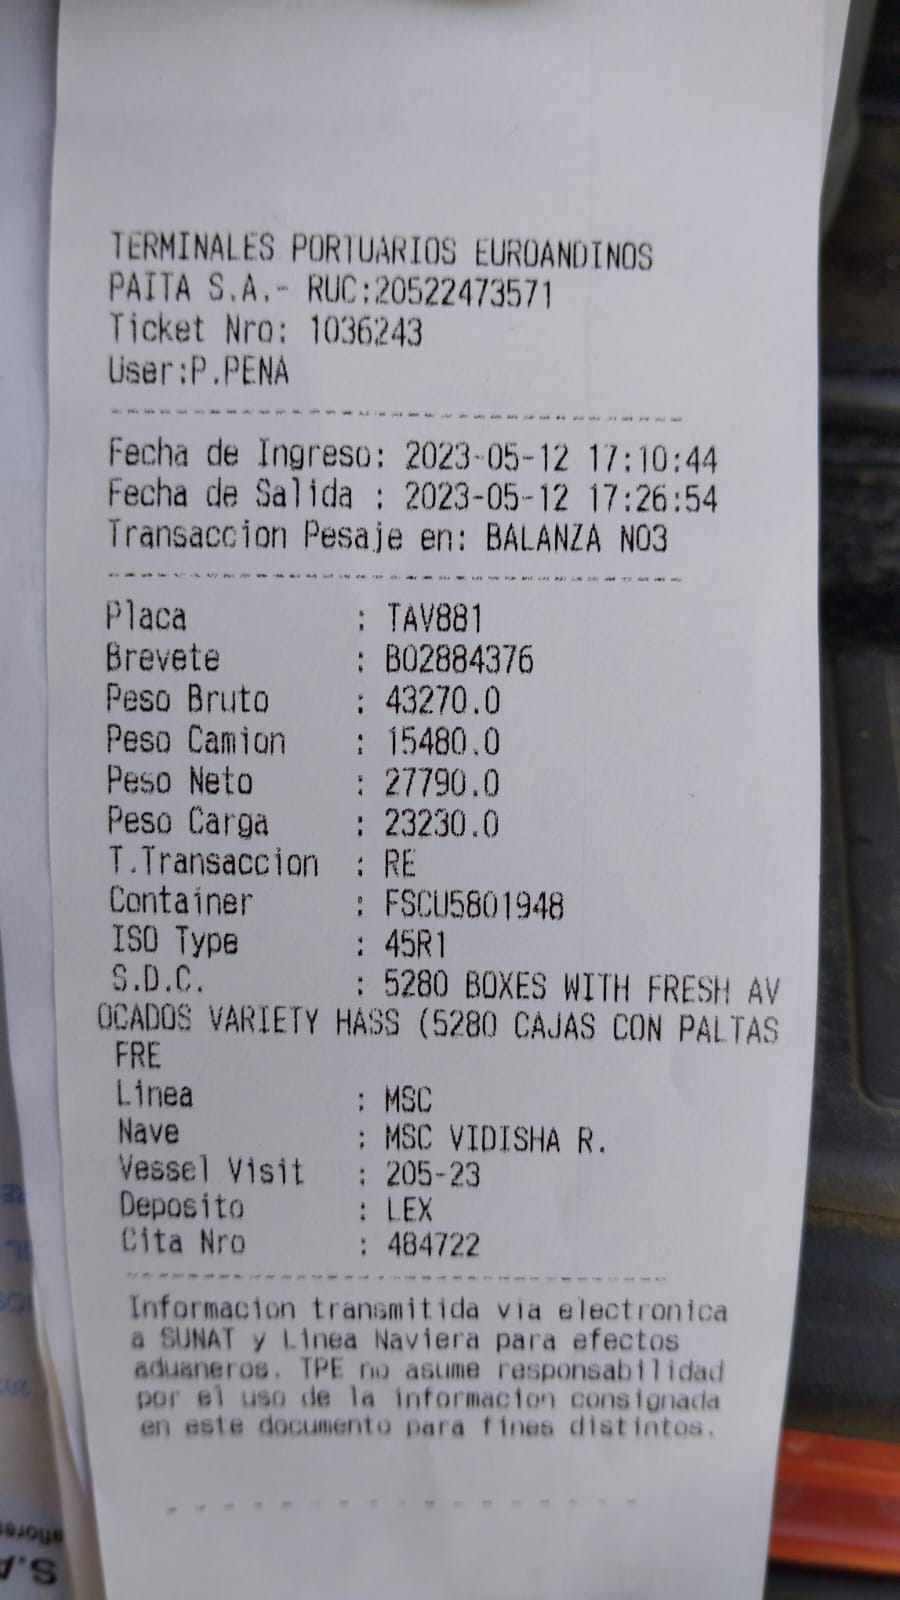 TERMINALES PORTUARIOS EUROANDINOS
PAITA S.A.- RUC:20522473571
Ticket Nro: 1036243
User:P.PENA
Fecha de Ingreso: 2023-05-12 17:10:44
Fecha de Salida : 2023-05-12 17:26:54
Transaccion Pesaje en: BALANZA N03
Placa : TAV881
Brevete : B02884376
Peso Bruto : 43270.0
Peso Camion : 15480.0
Peso Neto : 27790.0
Peso Carga : 23230.0
T.Transaccion : RE
Container : FSCU5801948
ISO Type : 45R1
S.D.C. : 5280 BOXES WITH FRESH AV
OCADOS VARIETY HASS (5280 CAJAS CON PALTAS
FRE
Linea : MSC
Nave : MSC VIDISHA R.
Vessel Visit : 205-23
Deposito : LEX
Cita Nro : 484722
Informacion transmitida via electronica
a SUNAT y Linea Naviera para efectos
aduaneros. TPE no asume responsabilidad
por el uso de la informacion consignada
en este documento para fines distintos.